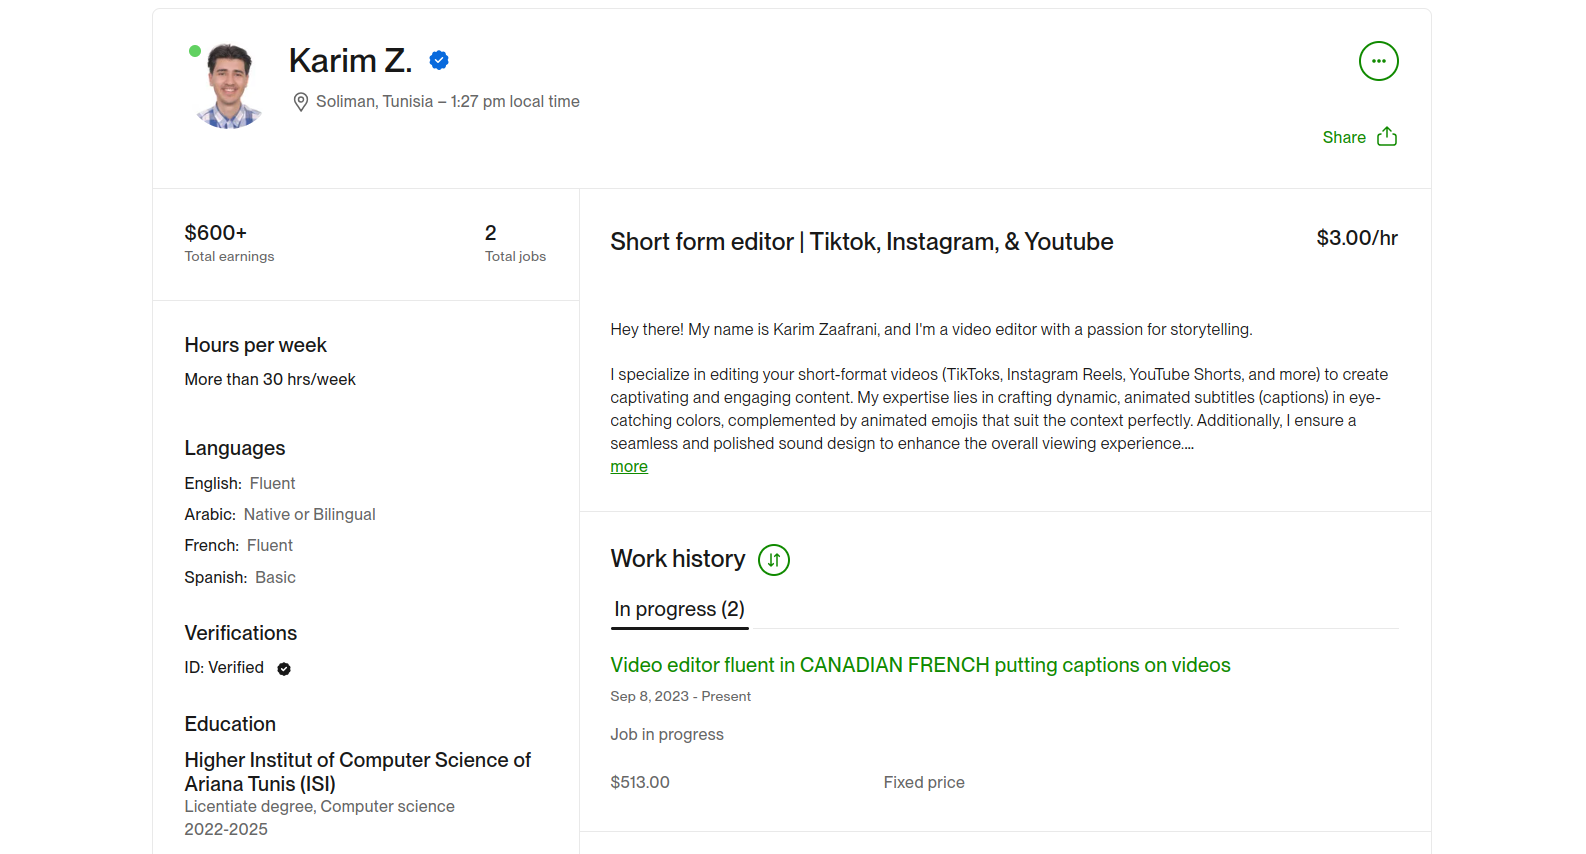 Karim Z.
Soliman, Tunisia – 1:27 pm local time
Share
$600+
Total earnings
2
Total jobs
Hours per week
More than 30 hrs/week
Languages
English: Fluent
Arabic: Native or Bilingual
French: Fluent
Spanish: Basic
Verifications
ID: Verified
Education
Higher Institut of Computer Science of
Ariana Tunis (ISI)
Licentiate degree, Computer science
2022-2025
Short form editor | Tiktok, Instagram, & Youtube
$3.00/hr
Hey there! My name is Karim Zaafrani, and I'm a video editor with a passion for storytelling.
I specialize in editing your short-format videos (TikToks, Instagram Reels, YouTube Shorts, and more) to create
captivating and engaging content. My expertise lies in crafting dynamic, animated subtitles (captions) in eye-
catching colors, complemented by animated emojis that suit the context perfectly. Additionally, I ensure a
seamless and polished sound design to enhance the overall viewing experience....
more
Work history
In progress (2)
Video editor fluent in CANADIAN FRENCH putting captions on videos
Sep 8, 2023 - Present
Job in progress
$513.00
Fixed price